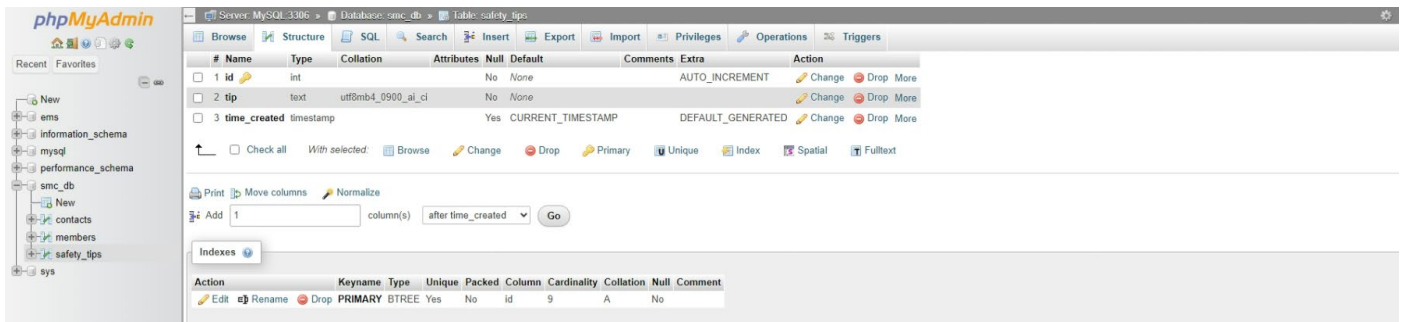 phpMyAdmin
Recent Favorites
New
ems
information_schema
mysql
performance_schema
smc_db
New
contacts
members
safety_tips
sys
Server: MySQL:3306 » Database: smc_db » Table: safety_tips
Browse Structure SQL Search Insert Export Import Privileges Operations Triggers
# Name Type Collation Attributes Null Default Comments Extra Action
1 id int No None AUTO_INCREMENT Change Drop More
2 tip text utf8mb4_0900_ai_ci No None Change Drop More
3 time_created timestamp Yes CURRENT_TIMESTAMP DEFAULT_GENERATED Change Drop More
Check all With selected: Browse Change Drop Primary Unique Index Spatial Fulltext
Print Move columns Normalize
Add 1 column(s) after time_created Go
Indexes
Action Keyname Type Unique Packed Column Cardinality Collation Null Comment
Edit Rename Drop PRIMARY BTREE Yes No id 9 A No